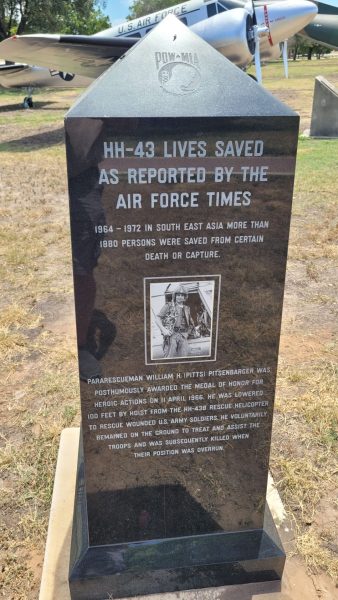 U.S. AIR FORCE
POW★MIA
HH-43 LIVES SAVED
AS REPORTED BY THE
AIR FORCE TIMES
1964 - 1972 IN SOUTH EAST ASIA MORE THAN
1880 PERSONS WERE SAVED FROM CERTAIN
DEATH OR CAPTURE.
PARARESCUEMAN WILLIAM H. (PITTS) PITSENBARGER WAS
POSTHUMOUSLY AWARDED THE MEDAL OF HONOR FOR
HEROIC ACTIONS ON 11 APRIL 1966. HE WAS LOWERED
100 FEET BY HOIST FROM THE HH-43B RESCUE HELICOPTER
TO RESCUE WOUNDED U.S. ARMY SOLDIERS. HE VOLUNTARILY
REMAINED ON THE GROUND TO TREAT AND ASSIST THE
TROOPS AND WAS SUBSEQUENTLY KILLED WHEN
THEIR POSITION WAS OVERRUN.